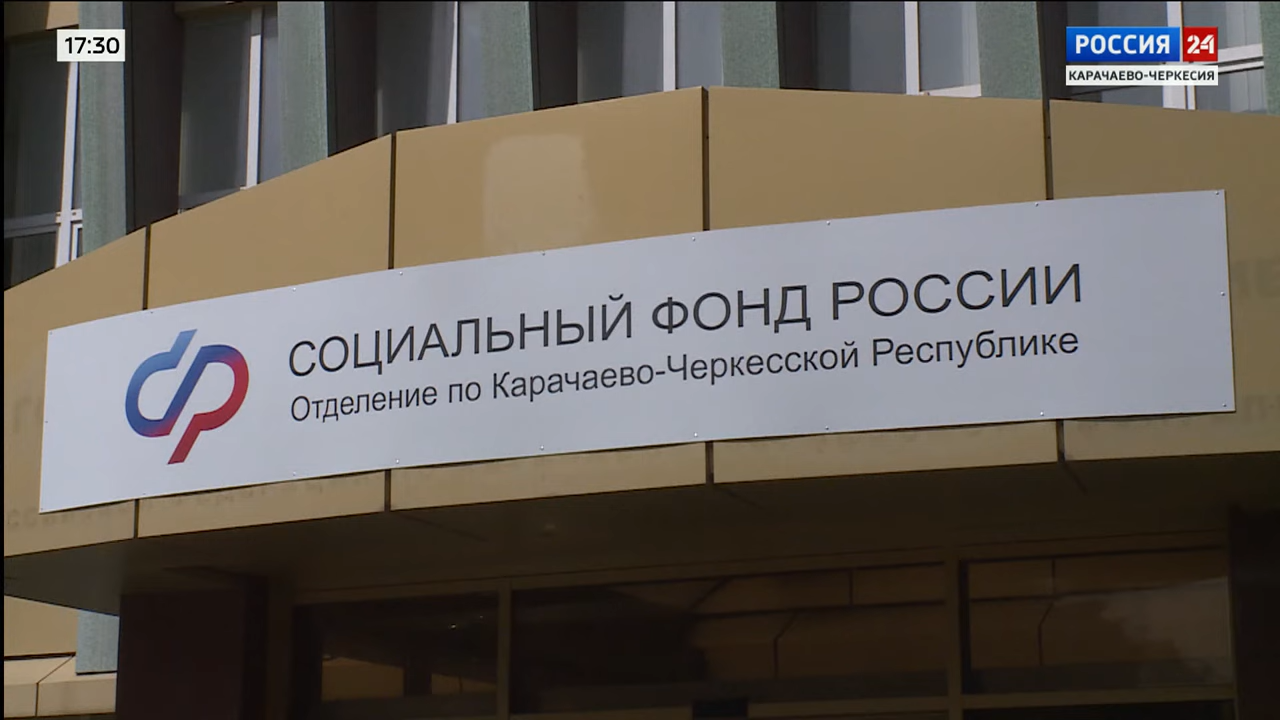 17:30
РОССИЯ 24
КАРАЧАЕВО-ЧЕРКЕСИЯ
СОЦИАЛЬНЫЙ ФОНД РОССИИ
Отделение по Карачаево-Черкесской Республике